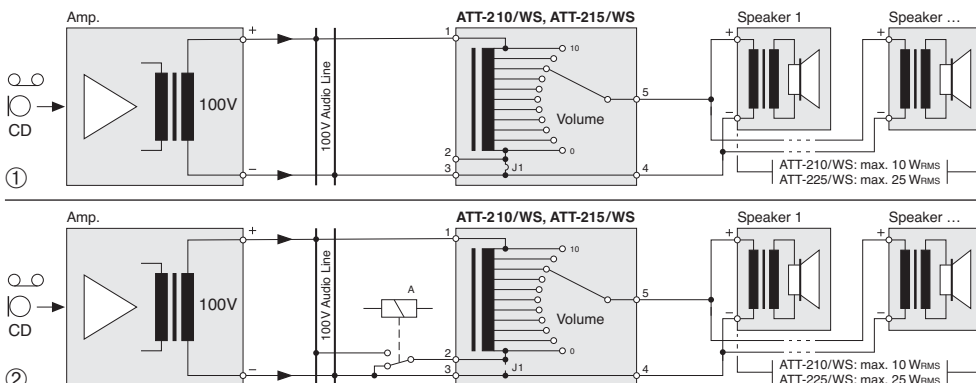 Amp.
ATT-210/WS, ATT-215/WS
Speaker 1
Speaker ...
+
1
10
+
+
CD
100V
100V Audio Line
5
Volume
2
0
–
3
J1
4
–
–
①
ATT-210/WS: max. 10 WRMS
ATT-225/WS: max. 25 WRMS
Amp.
ATT-210/WS, ATT-215/WS
Speaker 1
Speaker ...
+
1
10
+
+
CD
100V
100V Audio Line
A
5
Volume
2
0
–
3
J1
4
–
–
②
ATT-210/WS: max. 10 WRMS
ATT-225/WS: max. 25 WRMS